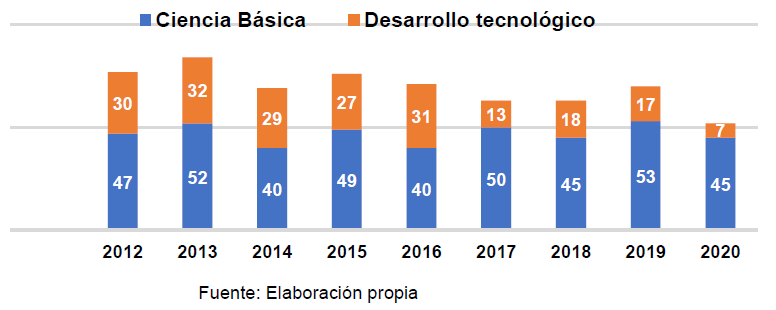 Ciencia Básica Desarrollo tecnológico
30 32 29 27 31 13 18 17 7
47 52 40 49 40 50 45 53 45
2012 2013 2014 2015 2016 2017 2018 2019 2020
Fuente: Elaboración propia